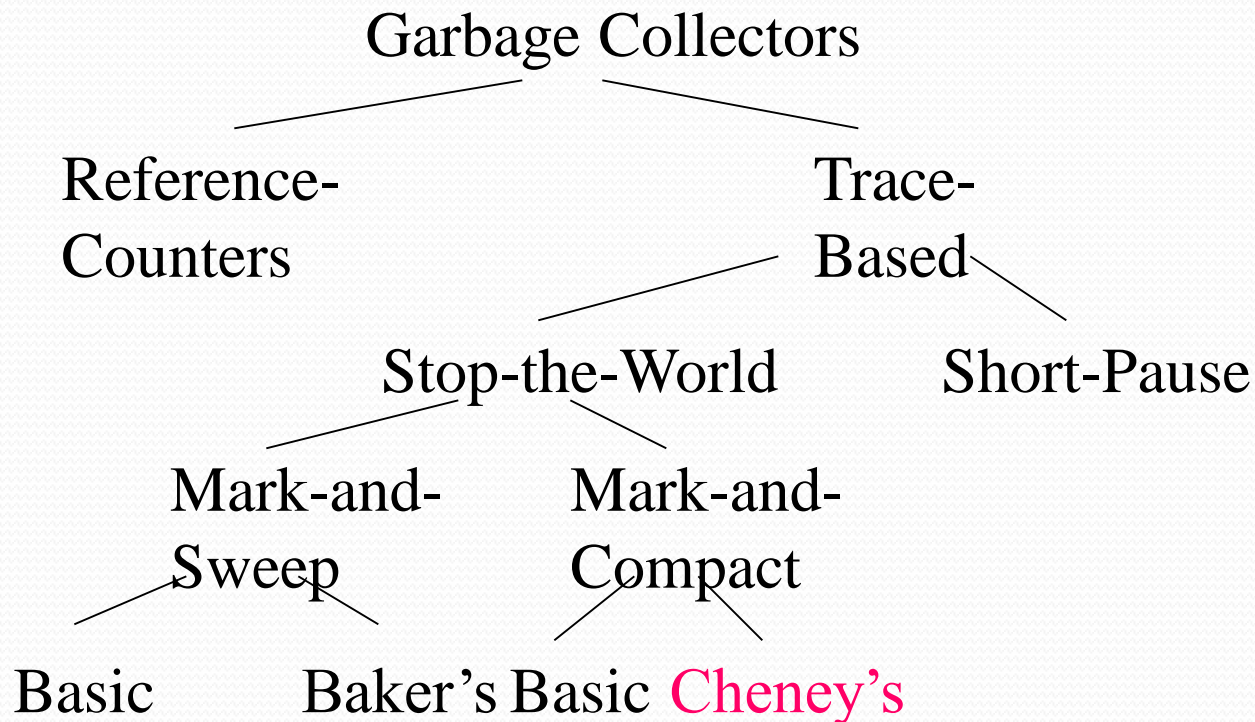 Garbage Collectors
Reference-
Counters
Trace-
Based
Stop-the-World
Short-Pause
Mark-and-
Sweep
Mark-and-
Compact
Basic
Baker’s
Basic
Cheney’s